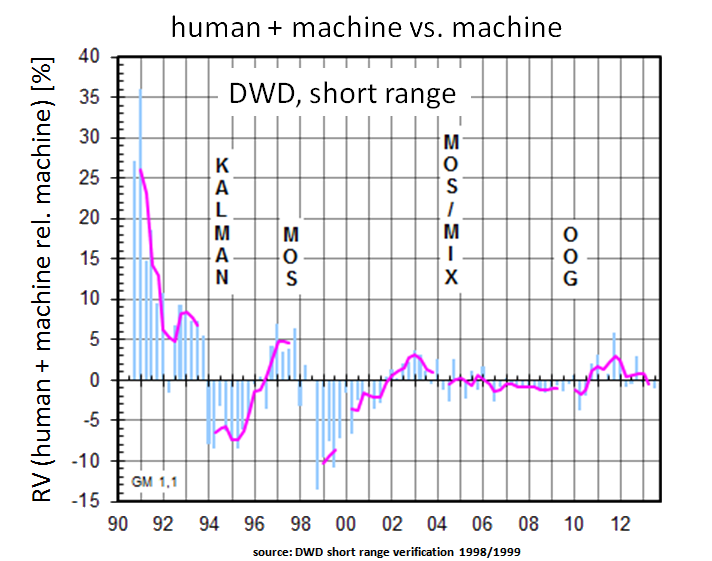 human + machine vs. machine
RV (human + machine rel. machine) [%]
40
35
30
25
20
15
10
5
0
-5
-10
-15
DWD, short range
KALMAN
MOS
MOS/MIX
OOG
GM 1,1
90 92 94 96 98 00 02 04 06 08 10 12
source: DWD short range verification 1998/1999